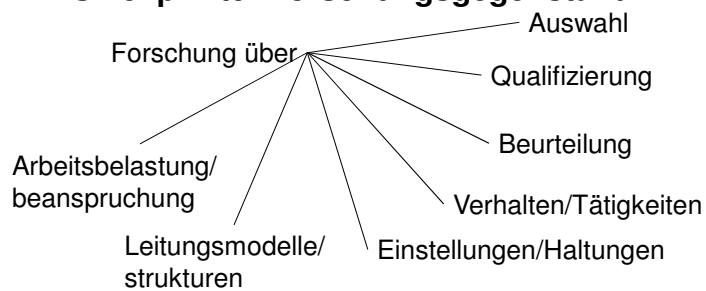 Forschung über
Auswahl
Qualifizierung
Beurteilung
Verhalten/Tätigkeiten
Einstellungen/Haltungen
Leitungsmodelle/
strukturen
Arbeitsbelastung/
beanspruchung